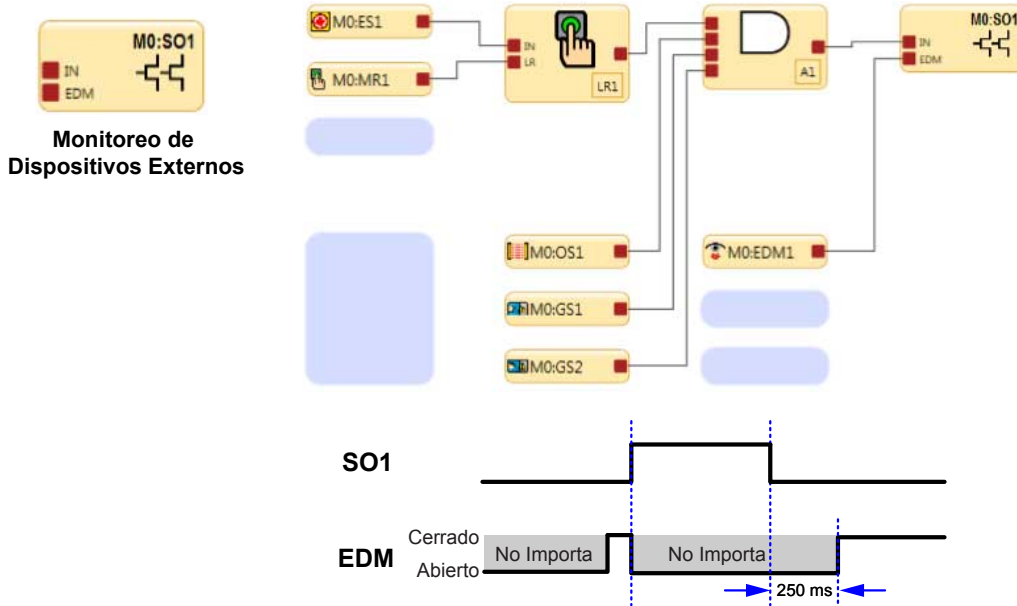 M0:SO1
IN
EDM
Monitoreo de
Dispositivos Externos
M0:ES1
M0:MR1
IN
LR
LR1
A1
M0:SO1
IN
EDM
M0:OS1
M0:GS1
M0:GS2
M0:EDM1
SO1
EDM
Cerrado
Abierto
No Importa
No Importa
250 ms